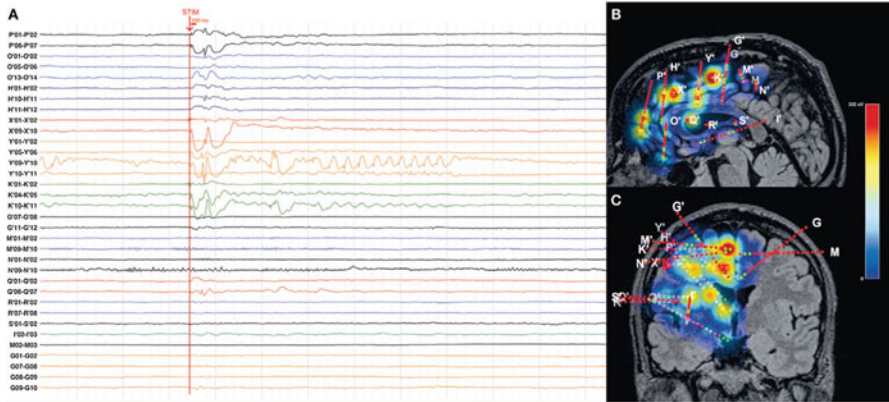 A
STIM
100 ms
P'01-P'02
P'06-P'07
O'01-O'02
O'05-O'06
O'13-O'14
H'01-H'02
H'10-H'11
H'11-H'12
X'01-X'02
X'09-X'10
Y'01-Y'02
Y'05-Y'06
Y'09-Y'10
Y'10-Y'11
K'01-K'02
K'04-K'05
K'10-K'11
G'07-G'08
G'11-G'12
M'01-M'02
M'09-M'10
N'01-N'02
N'09-N'10
Q'01-Q'02
Q'06-Q'07
R'01-R'02
R'07-R'08
S'01-S'02
I'02-I'03
M02-M03
G01-G02
G07-G08
G08-G09
G09-G10
B
G'
G
Y'
H'
P'
K'
M'
M
N'
X'
O'
Q'
R'
S'
I'
0
C
G'
Y'
H'
M'
K'
N'
X'
G
M